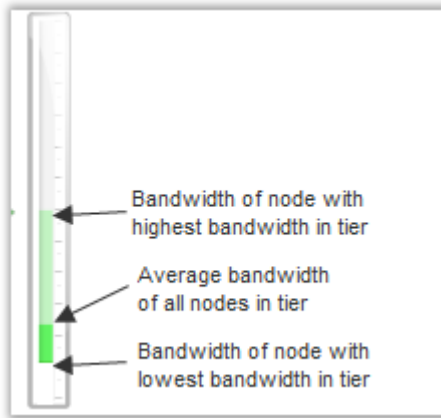 Bandwidth of node with
highest bandwidth in tier
Average bandwidth
of all nodes in tier
Bandwidth of node with
lowest bandwidth in tier